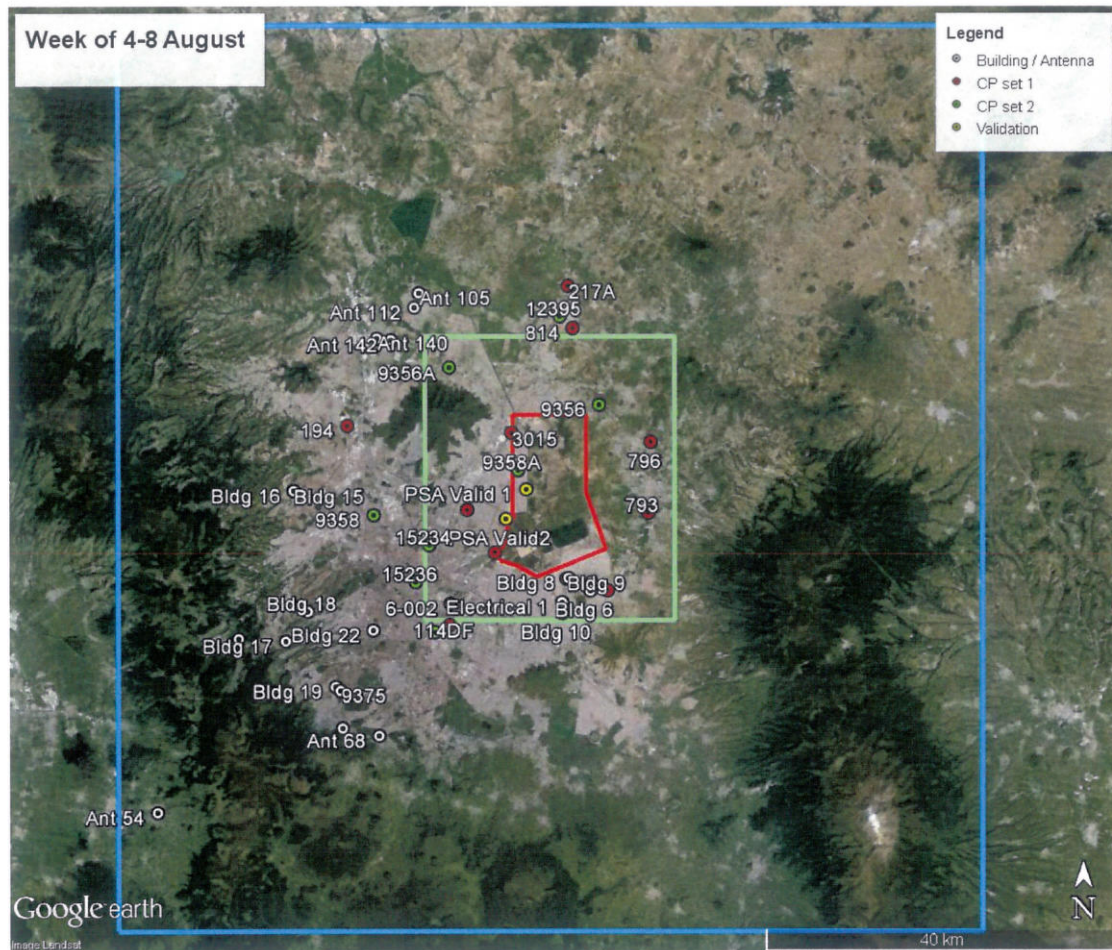 Week of 4-8 August
Legend
Building / Antenna
CP set 1
CP set 2
Validation
217A
Ant 105
Ant 112
12395
814
Ant 142
Ant 140
9356A
9356
194
3015
796
9358A
Bldg 16
Bldg 15
PSA Valid 1
793
9358
15234
PSA Valid2
15236
Bldg 8
Bldg 9
Bldg 18
6-002
Electrical 1
Bldg 6
114DF
Bldg 10
Bldg 22
Bldg 17
Bldg 19
9375
Ant 68
Ant 54
Google earth
N
Image Landsat
40 km